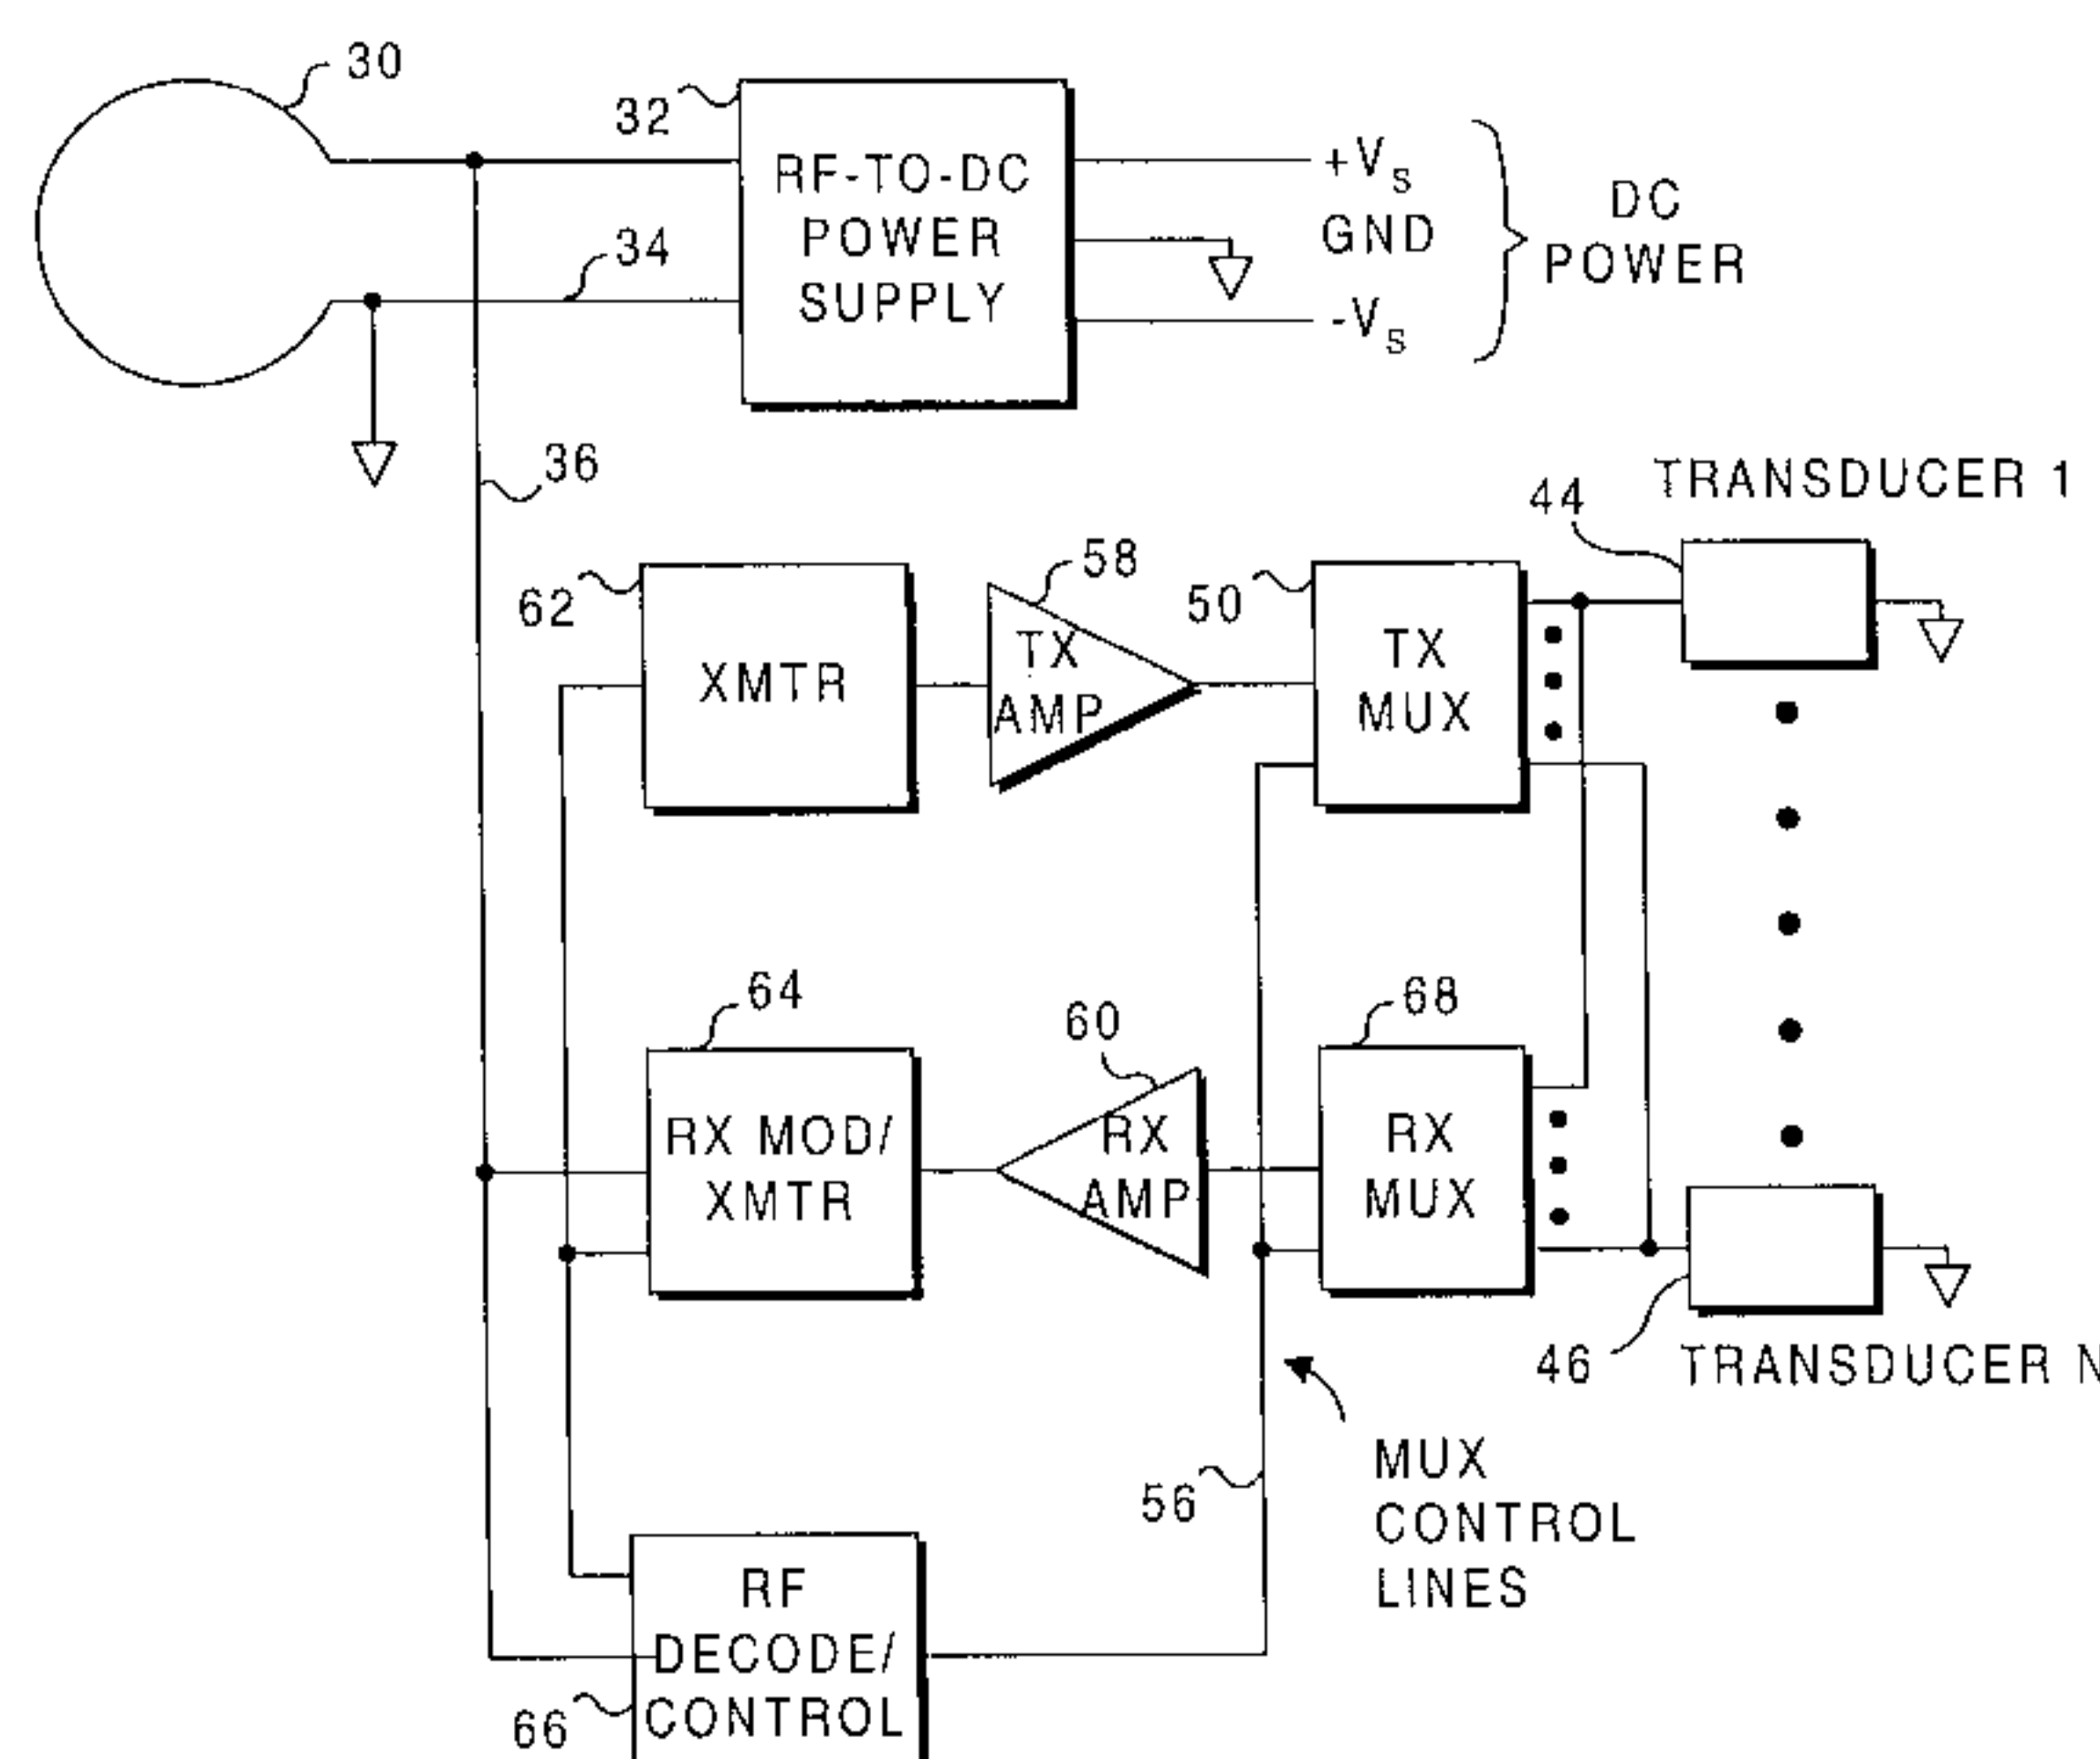 30
32
RF-TO-DC
POWER
SUPPLY
+VS
GND
-VS
DC
POWER
34
36
44
TRANSDUCER 1
62
XMTR
58
TX
AMP
50
TX
MUX
64
RX MOD/
XMTR
60
RX
AMP
68
RX
MUX
46
TRANSDUCER N
56
MUX
CONTROL
LINES
66
RF
DECODE/
CONTROL